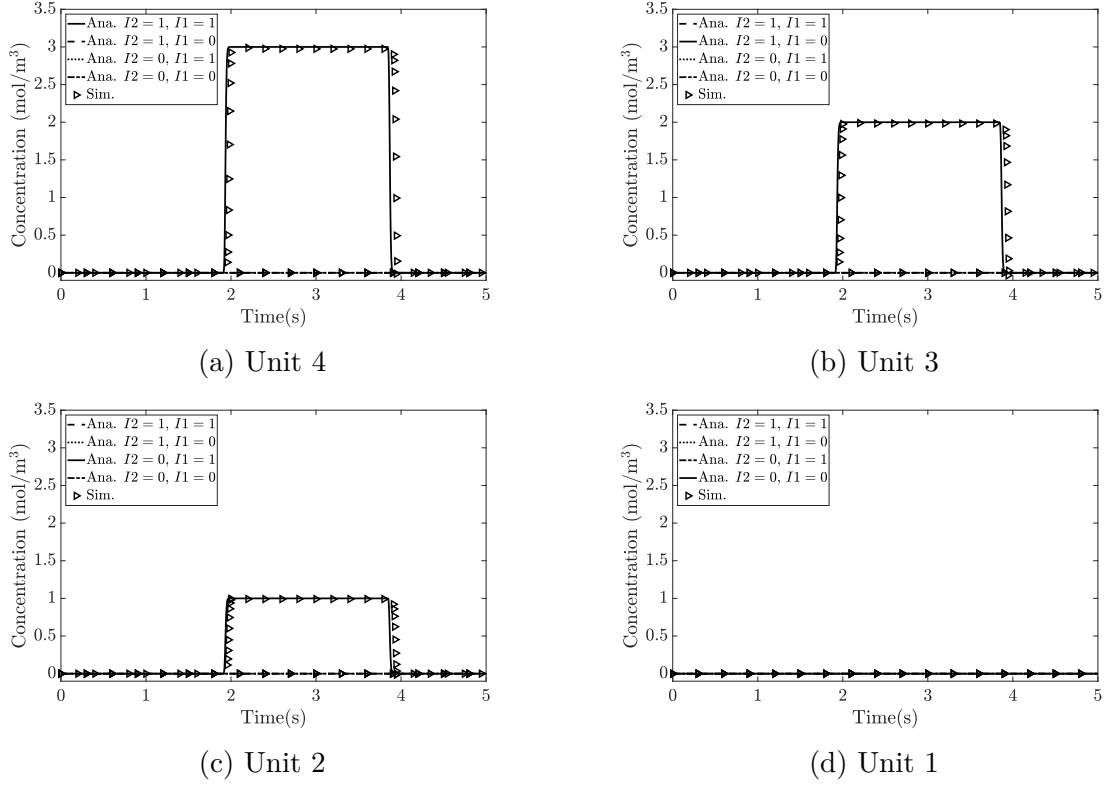 3.5
3
2.5
2
1.5
1
0.5
0
Concentration (mol/m³)
Ana. I2 = 1, I1 = 1
Ana. I2 = 1, I1 = 0
Ana. I2 = 0, I1 = 1
Ana. I2 = 0, I1 = 0
Sim.
0 1 2 3 4 5
Time(s)
(a) Unit 4
3.5
3
2.5
2
1.5
1
0.5
0
Concentration (mol/m³)
Ana. I2 = 1, I1 = 1
Ana. I2 = 1, I1 = 0
Ana. I2 = 0, I1 = 1
Ana. I2 = 0, I1 = 0
Sim.
0 1 2 3 4 5
Time(s)
(b) Unit 3
3.5
3
2.5
2
1.5
1
0.5
0
Concentration (mol/m³)
Ana. I2 = 1, I1 = 1
Ana. I2 = 1, I1 = 0
Ana. I2 = 0, I1 = 1
Ana. I2 = 0, I1 = 0
Sim.
0 1 2 3 4 5
Time(s)
(c) Unit 2
3.5
3
2.5
2
1.5
1
0.5
0
Concentration (mol/m³)
Ana. I2 = 1, I1 = 1
Ana. I2 = 1, I1 = 0
Ana. I2 = 0, I1 = 1
Ana. I2 = 0, I1 = 0
Sim.
0 1 2 3 4 5
Time(s)
(d) Unit 1